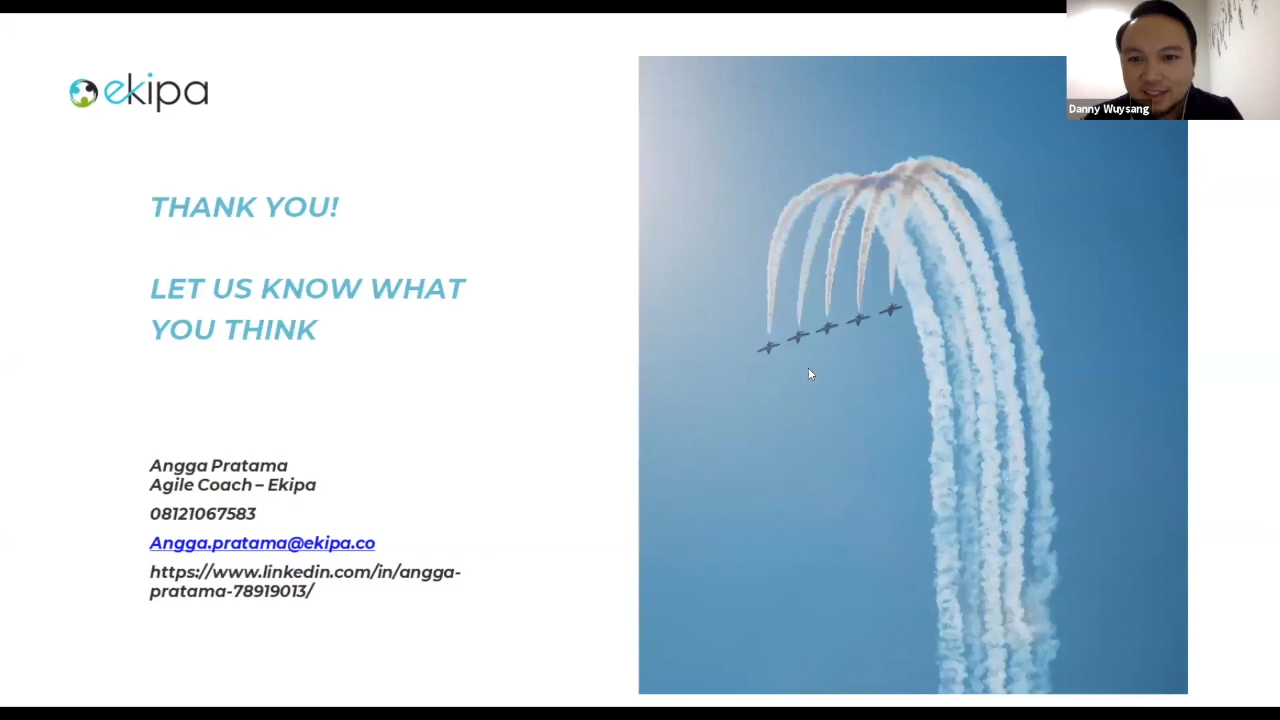 ekipa
Danny Wuysang
THANK YOU!
LET US KNOW WHAT
YOU THINK
Angga Pratama
Agile Coach – Ekipa
08121067583
Angga.pratama@ekipa.co
https://www.linkedin.com/in/angga-
pratama-78919013/